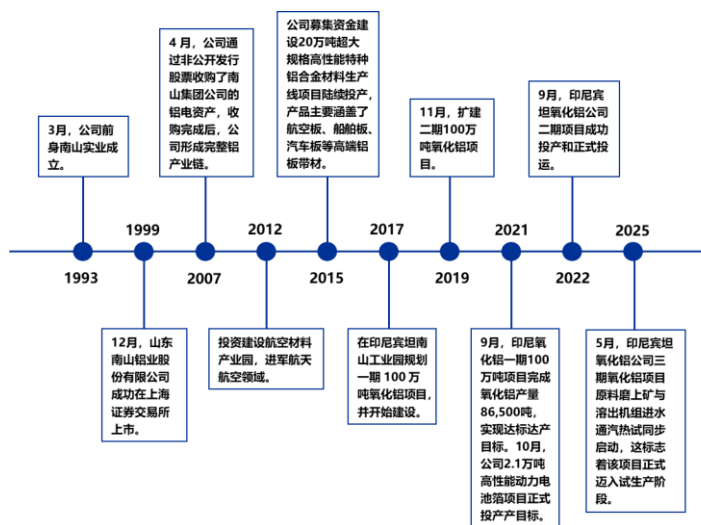 3月，公司前
身南山实业成
立。
1993
1999
12月，山东
南山铝业股
份有限公司
成功在上海
证券交易所
上市。
4 月，公司通
过非公开发行
股票收购了南
山集团公司的
铝电资产，收
购完成后，公
司形成完整铝
产业链。
2007
2012
投资建设航空材料
产业园，进军航天
航空领域。
公司募集资金建
设20万吨超大
规格高性能特种
铝合金材料生产
线项目陆续投产，
产品主要涵盖了
航空板、船舶板、
汽车板等高端铝
板带材。
2015
2017
在印尼宾坦南
山工业园规划
一期 100 万
吨氧化铝项目，
并开始建设。
11月，扩建
二期100万
吨氧化铝项
目。
2019
2021
9月，印尼氧
化铝一期100
万吨项目完成
氧化铝产量
86,500吨，
实现达标达产
目标。10月，
公司2.1万吨
高性能动力电
池箔项目正式
投产产目标。
9月，印尼宾
坦氧化铝公司
二期项目成功
投产和正式投
运。
2022
2025
5月，印尼宾坦
氧化铝公司三
期氧化铝项目
原料磨上矿与
溶出机组进水
通汽热试同步
启动，这标志
着该项目正式
迈入试生产阶
段。